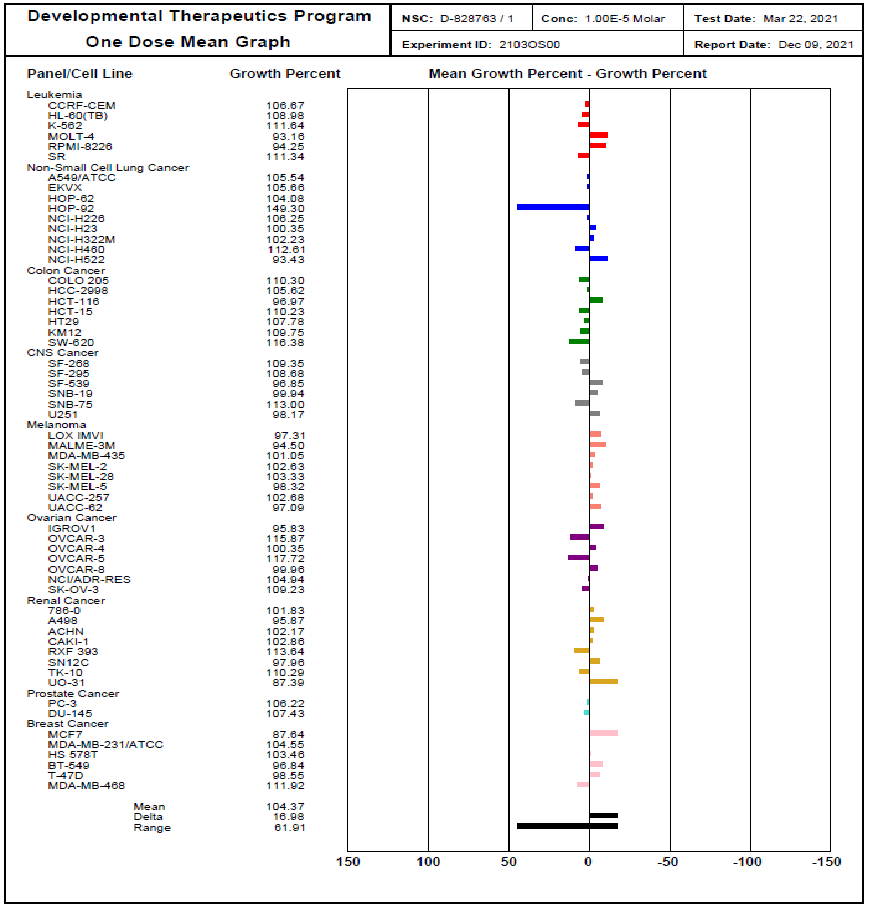 Developmental Therapeutics Program
One Dose Mean Graph
NSC: D-828763 / 1
Conc: 1.00E-5 Molar
Test Date: Mar 22, 2021
Experiment ID: 2103OS00
Report Date: Dec 09, 2021
Panel/Cell Line Growth Percent Mean Growth Percent - Growth Percent
Leukemia
CCRF-CEM 106.67
HL-60(TB) 108.98
K-562 111.64
MOLT-4 93.16
RPMI-8226 94.25
SR 111.34
Non-Small Cell Lung Cancer
A549/ATCC 105.54
EKVX 105.66
HOP-62 104.08
HOP-92 149.30
NCI-H226 106.25
NCI-H23 100.35
NCI-H322M 102.23
NCI-H460 112.61
NCI-H522 93.43
Colon Cancer
COLO 205 110.30
HCC-2998 105.62
HCT-116 96.97
HCT-15 110.23
HT29 107.78
KM12 109.75
SW-620 116.38
CNS Cancer
SF-268 109.35
SF-295 108.68
SF-539 96.85
SNB-19 99.94
SNB-75 113.00
U251 98.17
Melanoma
LOX IMVI 97.31
MALME-3M 94.50
MDA-MB-435 101.05
SK-MEL-2 102.63
SK-MEL-28 103.33
SK-MEL-5 98.32
UACC-257 102.68
UACC-62 97.09
Ovarian Cancer
IGROV1 95.83
OVCAR-3 115.87
OVCAR-4 100.35
OVCAR-5 117.72
OVCAR-8 99.96
NCI/ADR-RES 104.94
SK-OV-3 109.23
Renal Cancer
786-0 101.83
A498 95.87
ACHN 102.17
CAKI-1 102.86
RXF 393 113.64
SN12C 97.96
TK-10 110.29
UO-31 87.39
Prostate Cancer
PC-3 106.22
DU-145 107.43
Breast Cancer
MCF7 87.64
MDA-MB-231/ATCC 104.55
HS 578T 103.46
BT-549 96.84
T-47D 98.55
MDA-MB-468 111.92
Mean 104.37
Delta 16.98
Range 61.91
150 100 50 0 -50 -100 -150